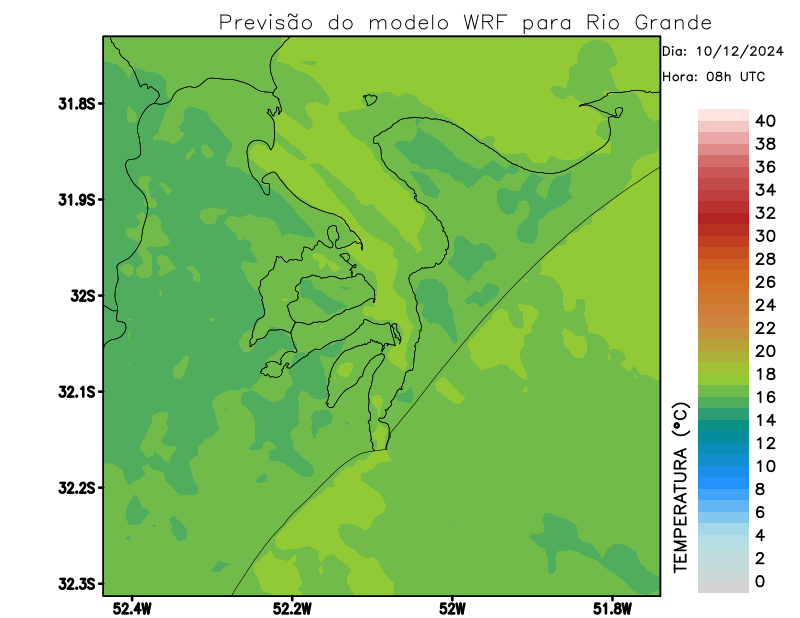 Previsão do modelo WRF para Rio Grande
Dia: 10/12/2024
Hora: 08h UTC
31.8S
31.9S
32S
32.1S
32.2S
32.3S
52.4W
52.2W
52W
51.8W
TEMPERATURA (°C)
40
38
36
34
32
30
28
26
24
22
20
18
16
14
12
10
8
6
4
2
0